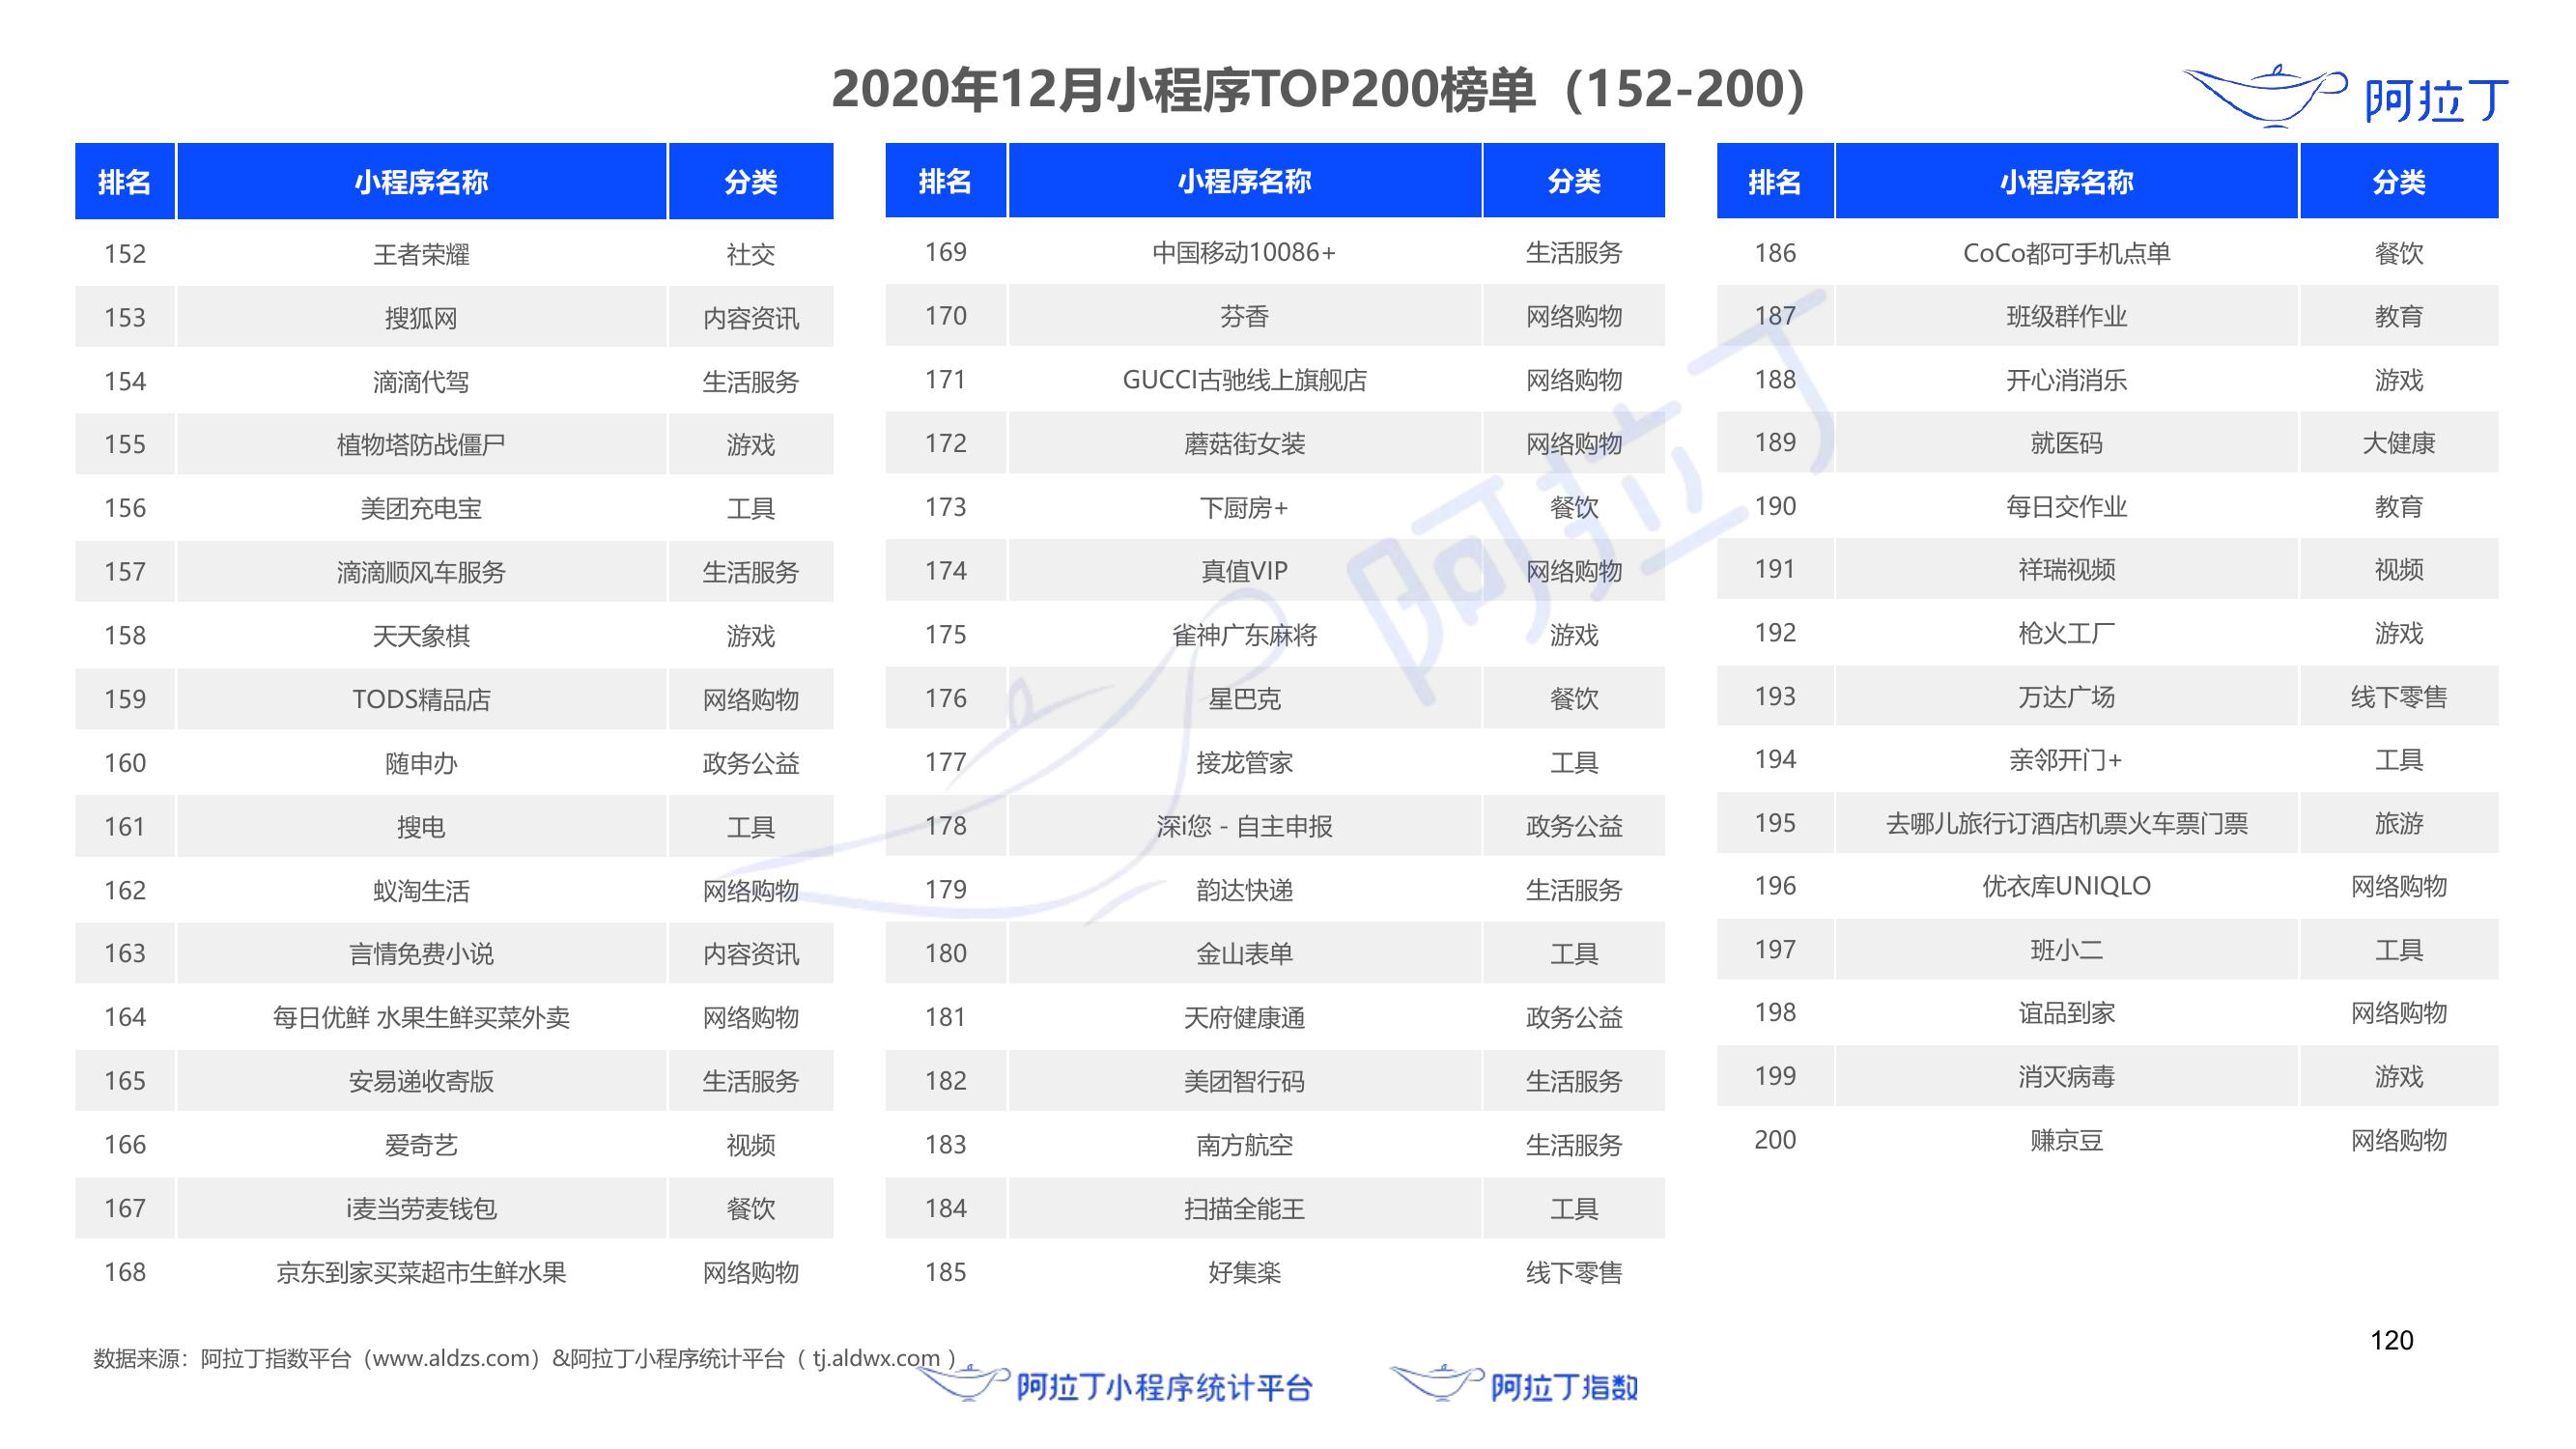 2020年12月小程序TOP200榜单（152-200）
阿拉丁
排名 小程序名称 分类
152 王者荣耀 社交
153 搜狐网 内容资讯
154 滴滴代驾 生活服务
155 植物塔防战僵尸 游戏
156 美团充电宝 工具
157 滴滴顺风车服务 生活服务
158 天天象棋 游戏
159 TODS精品店 网络购物
160 随申办 政务公益
161 搜电 工具
162 蚁淘生活 网络购物
163 言情免费小说 内容资讯
164 每日优鲜 水果生鲜买菜外卖 网络购物
165 安易递收寄版 生活服务
166 爱奇艺 视频
167 i麦当劳麦钱包 餐饮
168 京东到家买菜超市生鲜水果 网络购物
排名 小程序名称 分类
169 中国移动10086+ 生活服务
170 芬香 网络购物
171 GUCCI古驰线上旗舰店 网络购物
172 蘑菇街女装 网络购物
173 下厨房+ 餐饮
174 真值VIP 网络购物
175 雀神广东麻将 游戏
176 星巴克 餐饮
177 接龙管家 工具
178 深i您 - 自主申报 政务公益
179 韵达快递 生活服务
180 金山表单 工具
181 天府健康通 政务公益
182 美团智行码 生活服务
183 南方航空 生活服务
184 扫描全能王 工具
185 好集楽 线下零售
排名 小程序名称 分类
186 CoCo都可手机点单 餐饮
187 班级群作业 教育
188 开心消消乐 游戏
189 就医码 大健康
190 每日交作业 教育
191 祥瑞视频 视频
192 枪火工厂 游戏
193 万达广场 线下零售
194 亲邻开门+ 工具
195 去哪儿旅行订酒店机票火车票门票 旅游
196 优衣库UNIQLO 网络购物
197 班小二 工具
198 谊品到家 网络购物
199 消灭病毒 游戏
200 赚京豆 网络购物
阿拉丁
120
数据来源：阿拉丁指数平台（www.aldzs.com）&阿拉丁小程序统计平台（ tj.aldwx.com ）
阿拉丁小程序统计平台
阿拉丁指数